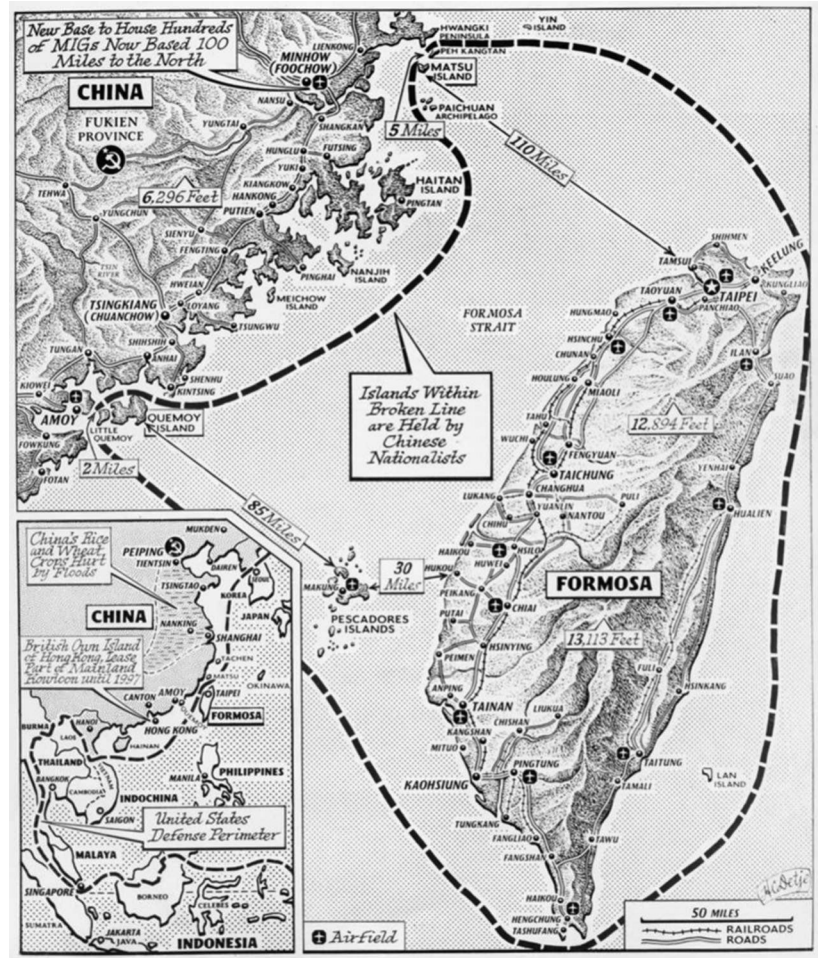 New Base to House Hundreds
of MIGs Now Based 100
Miles to the North
CHINA
FUKIEN
PROVINCE
LIENKONG
MINHOW
(FOOCHOW)
NANSU
YUNGTAI
SHANGKAN
HUNGLU
FUTSING
YUKI
KIANGKOW
HANKONG
PUTIEN
6,296 Feet
TEHWA
YUNGCHUN
SIENYU
FENGTING
TSIN
RIVER
HWEIAN
LOYANG
TSINGKIANG
(CHUANCHOW)
PINGHAI
NANJIH
ISLAND
MEICHOW
ISLAND
TSUNGWU
SHIHSHIH
ANHAI
TUNGAN
SHENHU
KINTSING
KIOWEI
AMOY
LITTLE
QUEMOY
QUEMOY
ISLAND
FOWKUNG
FOTAN
2 Miles
HWANGKI
PENINSULA
PEH KANGTAN
MATSU
ISLAND
YIN
ISLAND
PAICHUAN
ARCHIPELAGO
5 Miles
110 Miles
HAITAN
ISLAND
PINGTAN
FORMOSA
STRAIT
Islands Within
Broken Line
are Held by
Chinese
Nationalists
85 Miles
30
Miles
MAKUNG
PESCADORES
ISLANDS
SHIHMEN
TAMSUI
KEELUNG
TAOYUAN
TAIPEI
KUNGLIAO
PANCHIAO
HUNGMAO
HSINCHU
CHUNAN
ILAN
SUAO
HOULUNG
MIAOLI
12,894 Feet
TAHU
WUCHI
FENGYUAN
TAICHUNG
YENHAI
CHANGHUA
LUKANG
YUANLIN
PULI
HUALIEN
CHIHU
NANTOU
HAIKOU
HSILO
HUKOU
HUWEI
FORMOSA
PEIKANG
CHIAI
PUTAI
13,113 Feet
PEIMEN
HSINYING
FULI
HSINKANG
ANPING
TAINAN
LIUKUA
KANGSHAN
CHISHAN
MITUO
TAITUNG
PINGTUNG
KAOHSIUNG
TAMALI
LAN
ISLAND
TUNGKANG
FANGLIAO
TAWU
FANGSHAN
HAIKOU
HENGCHUNG
TASHUFANG
Airfield
50 MILES
RAILROADS
ROADS
MUKDEN
China's Rice
and Wheat
Crops Hurt
by Floods
PEIPING
TIENTSIN
DAIREN
SEOUL
KOREA
TSINGTAO
JAPAN
CHINA
NANKING
SHANGHAI
British Own Island
of Hong Kong, Lease
Part of Mainland
Kowloon until 1997
TACHEN
MATSU
OKINAWA
CANTON
AMOY
TAIPEI
QUEMOY
FORMOSA
HONG KONG
BURMA
HANOI
LAOS
HAINAN
THAILAND
BANGKOK
VIETNAM
CAMBODIA
MANILA
PHILIPPINES
INDOCHINA
SAIGON
United States
Defense Perimeter
MALAYA
SINGAPORE
BORNEO
CELEBES
SUMATRA
JAKARTA
JAVA
INDONESIA